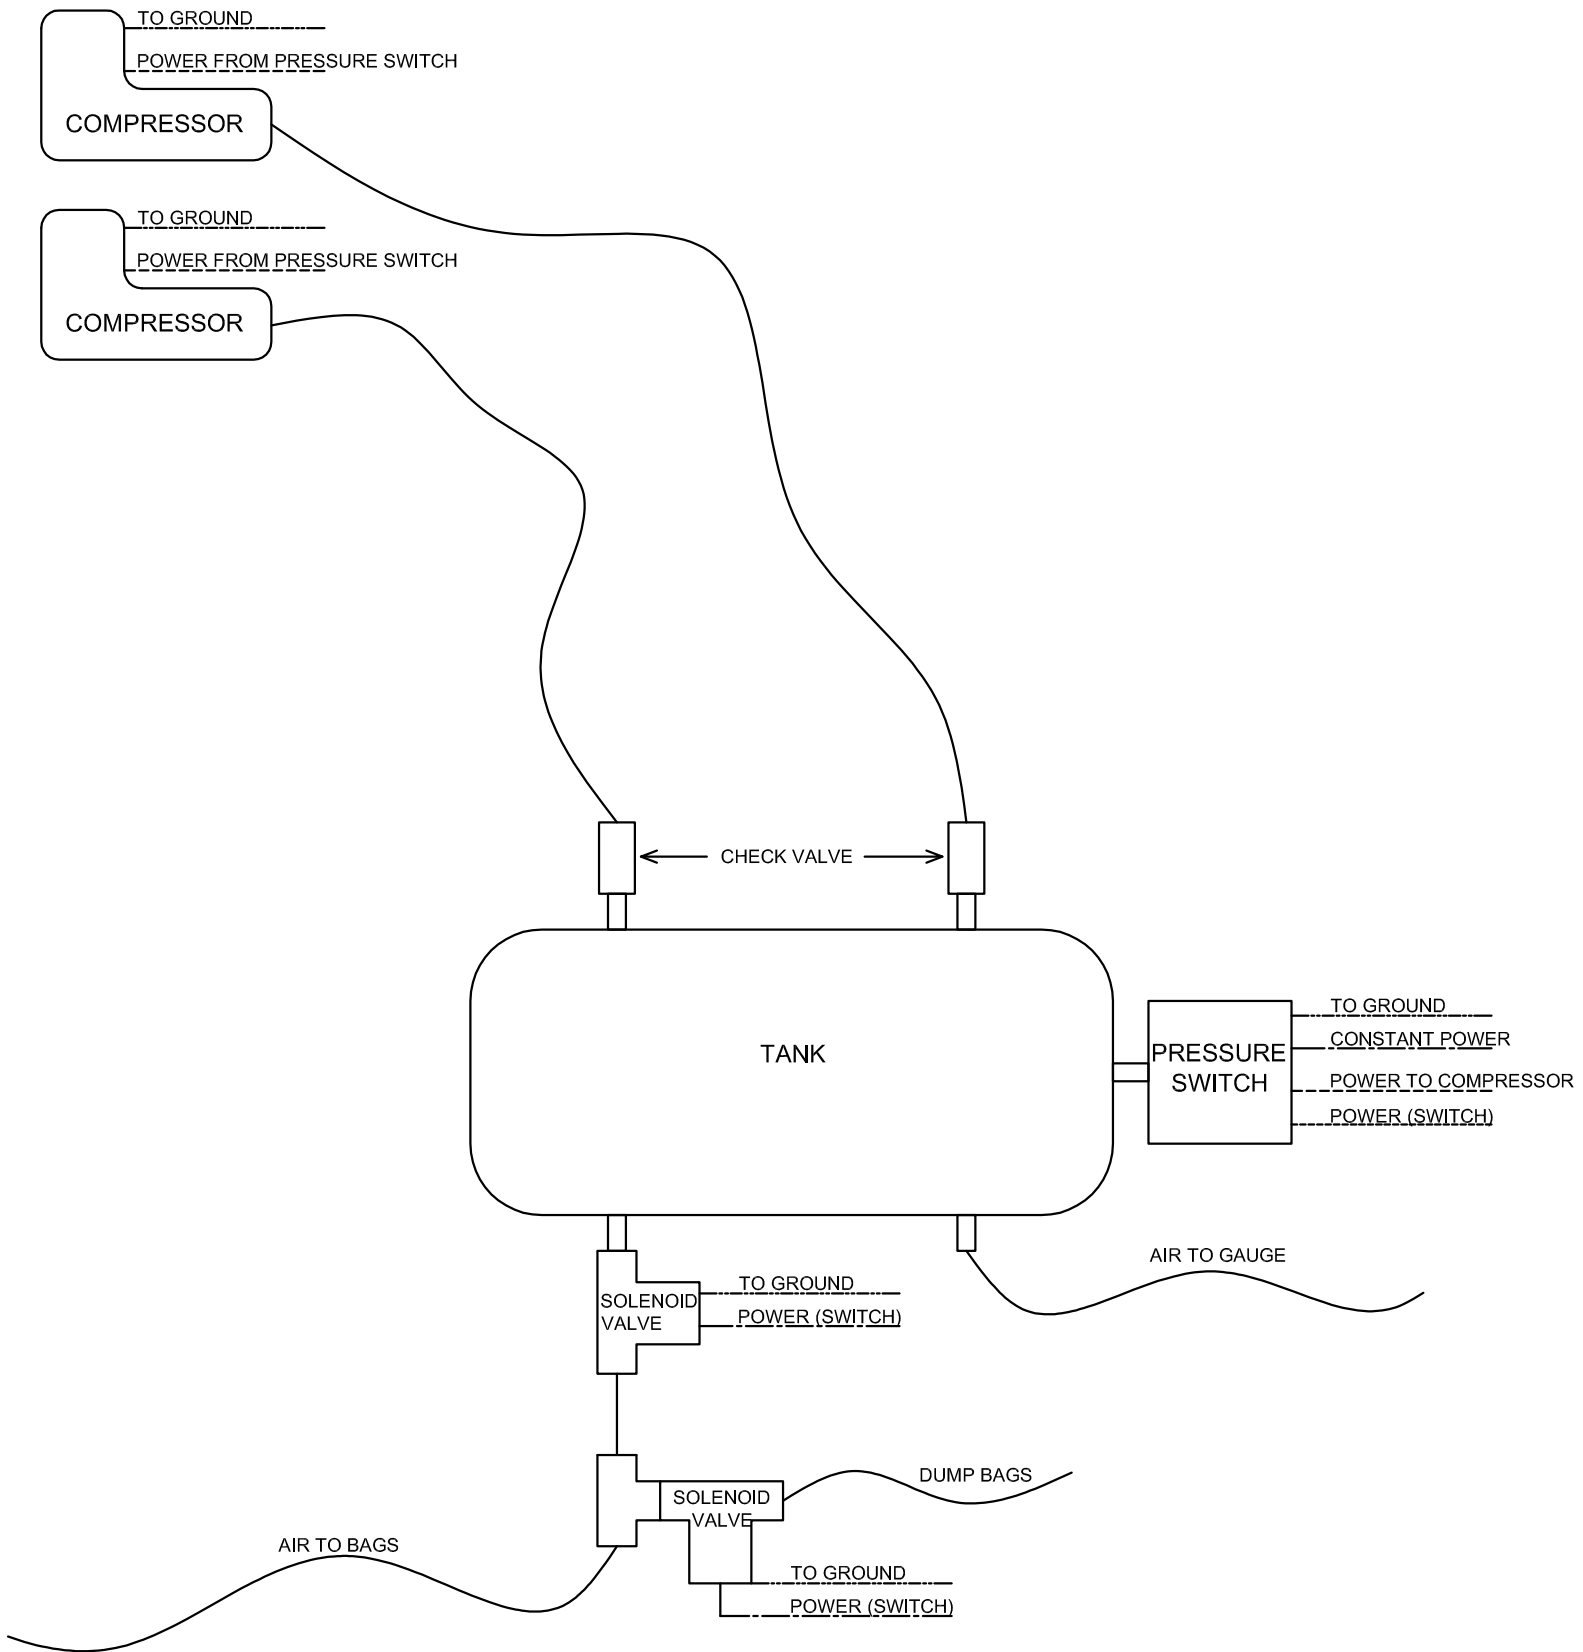 TO GROUND
POWER FROM PRESSURE SWITCH
COMPRESSOR
TO GROUND
POWER FROM PRESSURE SWITCH
COMPRESSOR
CHECK VALVE
TANK
PRESSURE
SWITCH
TO GROUND
CONSTANT POWER
POWER TO COMPRESSOR
POWER (SWITCH)
AIR TO GAUGE
SOLENOID
VALVE
TO GROUND
POWER (SWITCH)
DUMP BAGS
SOLENOID
VALVE
AIR TO BAGS
TO GROUND
POWER (SWITCH)